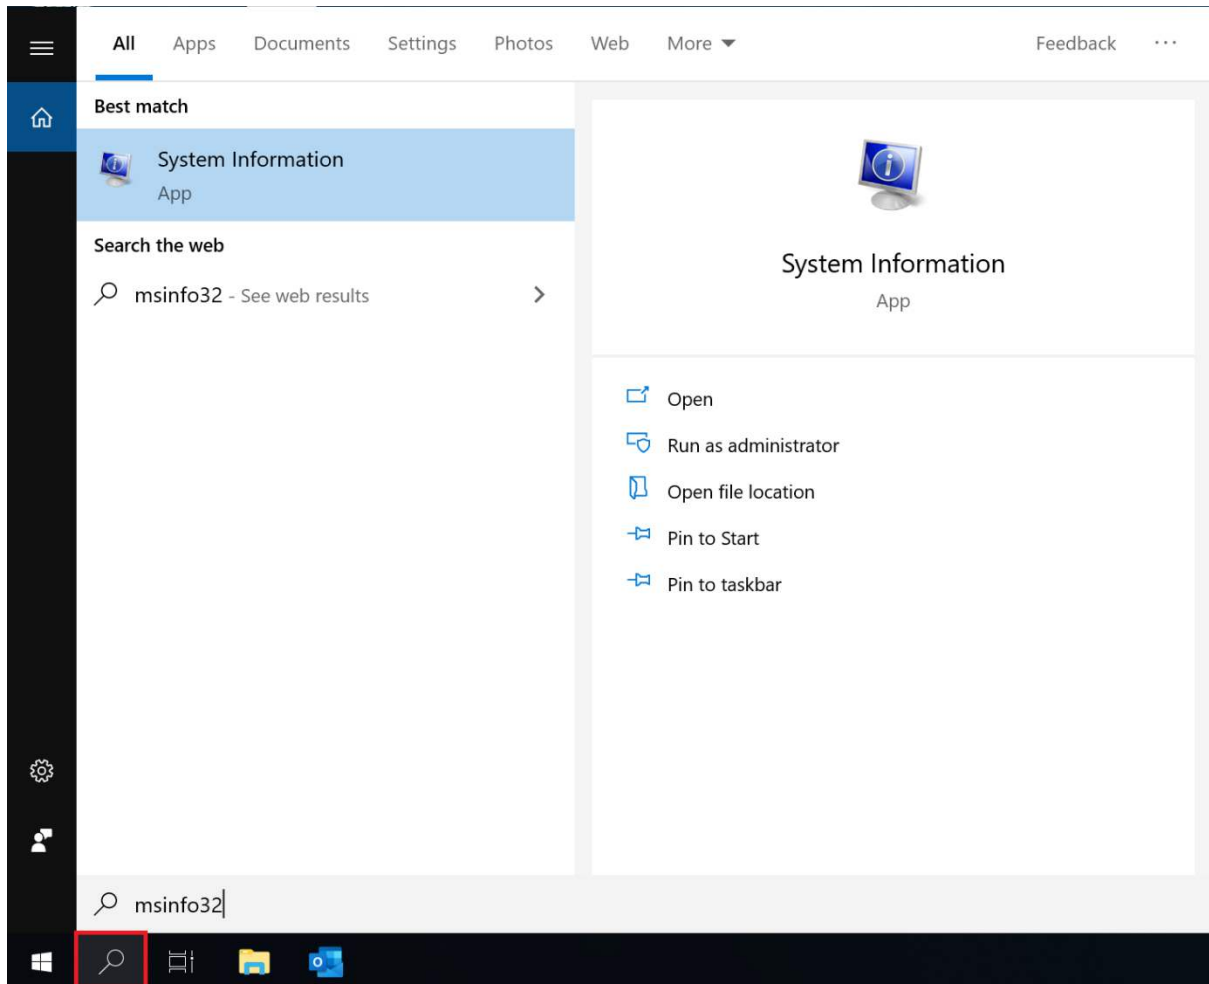 All Apps Documents Settings Photos Web More Feedback ...
Best match
System Information
App
Search the web
msinfo32 - See web results
System Information
App
Open
Run as administrator
Open file location
Pin to Start
Pin to taskbar
msinfo32